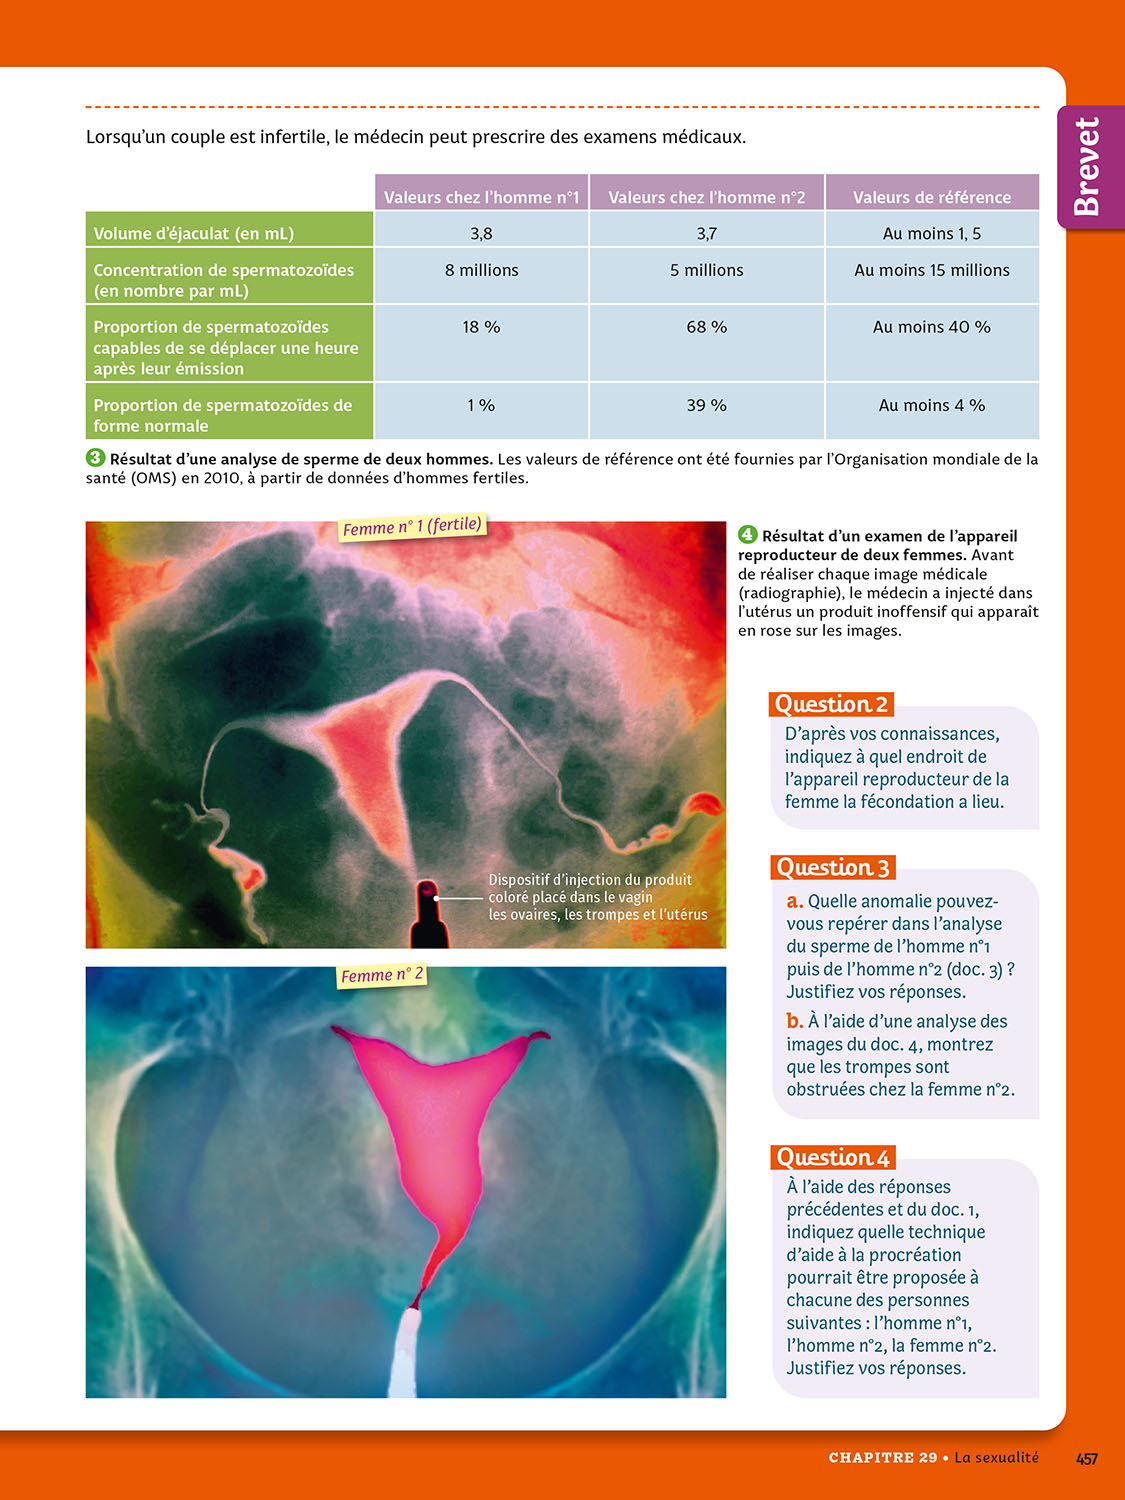 Brevet
Lorsqu'un couple est infertile, le médecin peut prescrire des examens médicaux.
Valeurs chez l'homme n°1 Valeurs chez l'homme n°2 Valeurs de référence
Volume d'éjaculat (en mL) 3,8 3,7 Au moins 1, 5
Concentration de spermatozoïdes 8 millions 5 millions Au moins 15 millions
(en nombre par mL)
Proportion de spermatozoïdes 18 % 68 % Au moins 40 %
capables de se déplacer une heure
après leur émission
Proportion de spermatozoïdes de 1 % 39 % Au moins 4 %
forme normale
3 Résultat d'une analyse de sperme de deux hommes. Les valeurs de référence ont été fournies par l'Organisation mondiale de la
santé (OMS) en 2010, à partir de données d'hommes fertiles.
Femme n° 1 (fertile)
Dispositif d'injection du produit
coloré placé dans le vagin
les ovaires, les trompes et l'utérus
Femme n° 2
4 Résultat d'un examen de l'appareil
reproducteur de deux femmes. Avant
de réaliser chaque image médicale
(radiographie), le médecin a injecté dans
l'utérus un produit inoffensif qui apparaît
en rose sur les images.
Question 2
D'après vos connaissances,
indiquez à quel endroit de
l'appareil reproducteur de la
femme la fécondation a lieu.
Question 3
a. Quelle anomalie pouvez-
vous repérer dans l'analyse
du sperme de l'homme n°1
puis de l'homme n°2 (doc. 3) ?
Justifiez vos réponses.
b. À l'aide d'une analyse des
images du doc. 4, montrez
que les trompes sont
obstruées chez la femme n°2.
Question 4
À l'aide des réponses
précédentes et du doc. 1,
indiquez quelle technique
d'aide à la procréation
pourrait être proposée à
chacune des personnes
suivantes : l'homme n°1,
l'homme n°2, la femme n°2.
Justifiez vos réponses.
CHAPITRE 29 • La sexualité 457